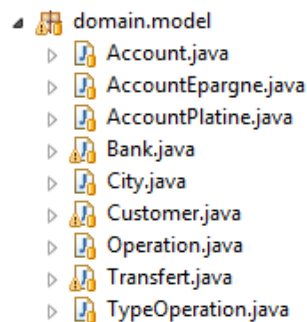 domain.model
Account.java
AccountEpargne.java
AccountPlatine.java
Bank.java
City.java
Customer.java
Operation.java
Transfert.java
TypeOperation.java